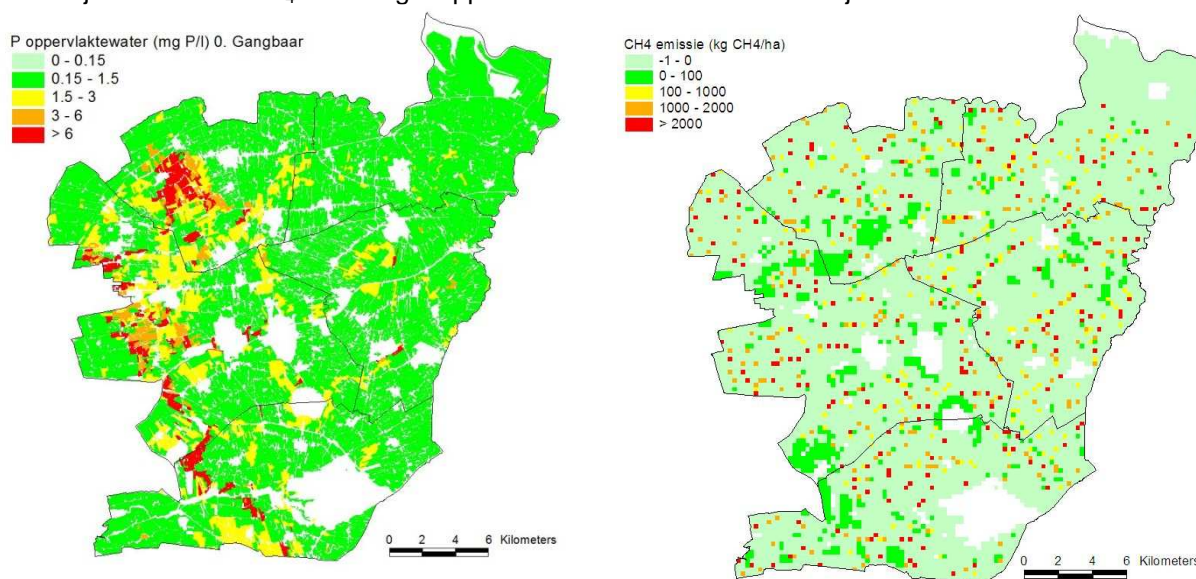 P oppervlaktewater (mg P/l) 0. Gangbaar
0 - 0.15
0.15 - 1.5
1.5 - 3
3 - 6
> 6
0 2 4 6 Kilometers
CH4 emissie (kg CH4/ha)
-1 - 0
0 - 100
100 - 1000
1000 - 2000
> 2000
0 2 4 6 Kilometers